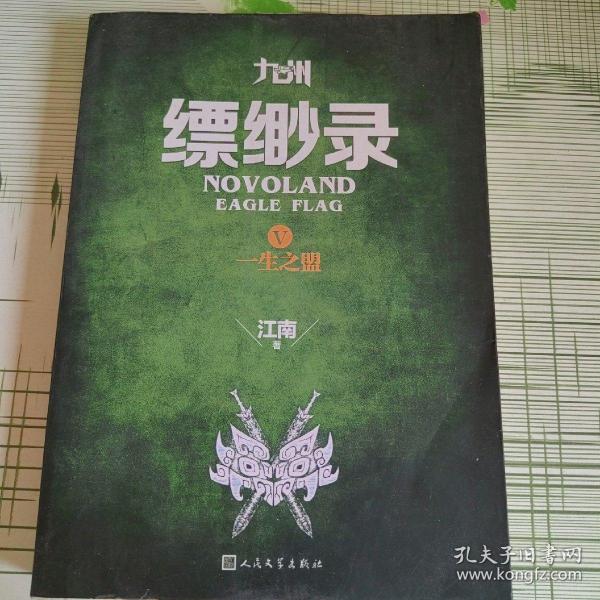 九州
缥缈录
NOVOLAND
EAGLE FLAG
V
一生之盟
江南
著
人民文学出版社
孔夫子旧书网
www.kongfz.com